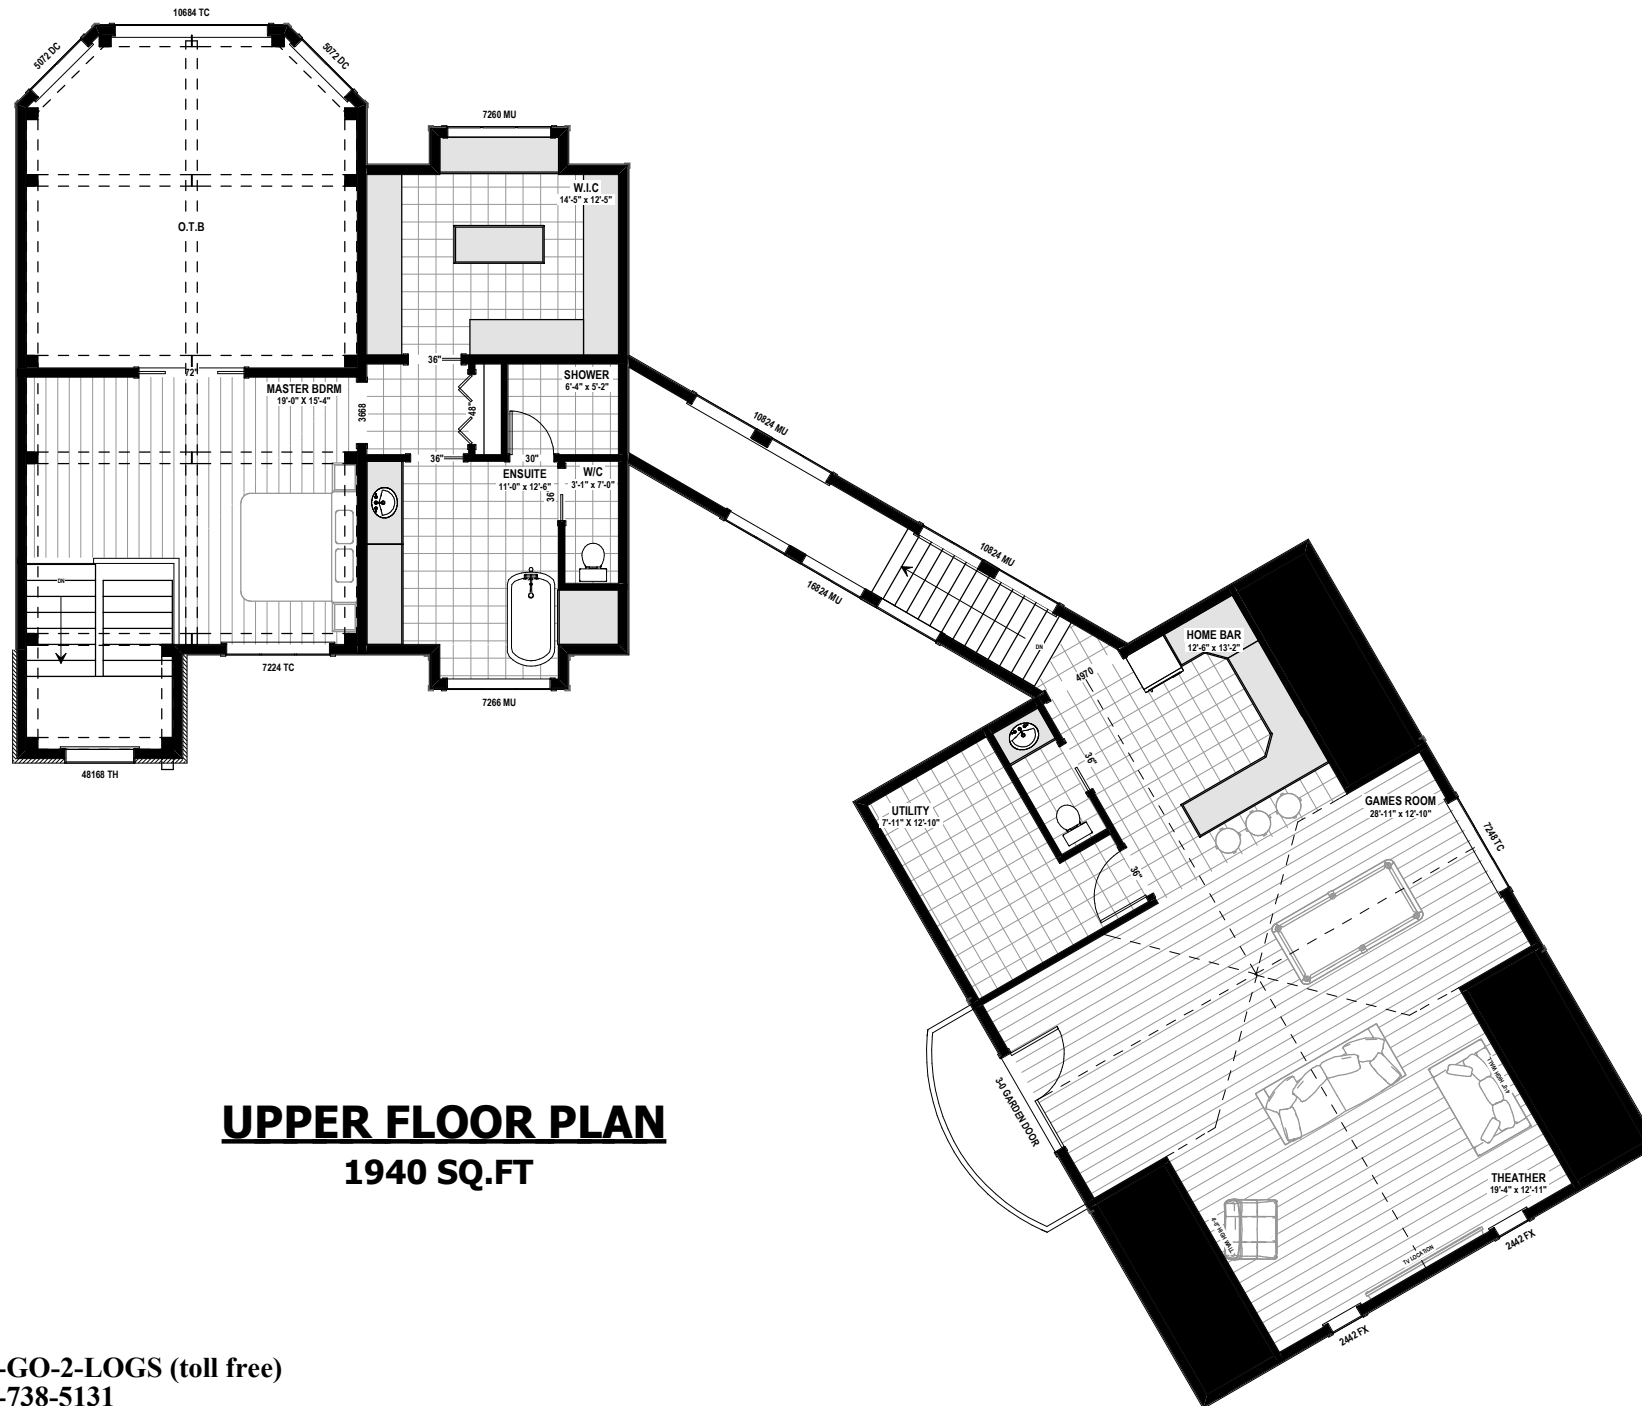 10684 TC
5072 DC
5072 DC
7260 MU
W.I.C
14'-5" x 12'-5"
O.T.B
36"
72"
MASTER BDRM
19'-0" X 15'-4"
3668
48"
SHOWER
6'-4" x 5'-2"
10824 MU
36"
30"
ENSUITE
11'-0" x 12'-6"
36"
W/C
3'-1" x 7'-0"
DN
10824 MU
16824 MU
7224 TC
7266 MU
48168 TH
DN
4970
HOME BAR
12'-6" x 13'-2"
36"
UTILITY
7'-11" X 12'-10"
GAMES ROOM
28'-11" x 12'-10"
7248 TC
36"
3-0 GARDEN DOOR
UPPER FLOOR PLAN
1940 SQ.FT
THEATHER
19'-4" x 12'-11"
TV LOCATION
2442 FX
2442 FX
-GO-2-LOGS (toll free)
-738-5131